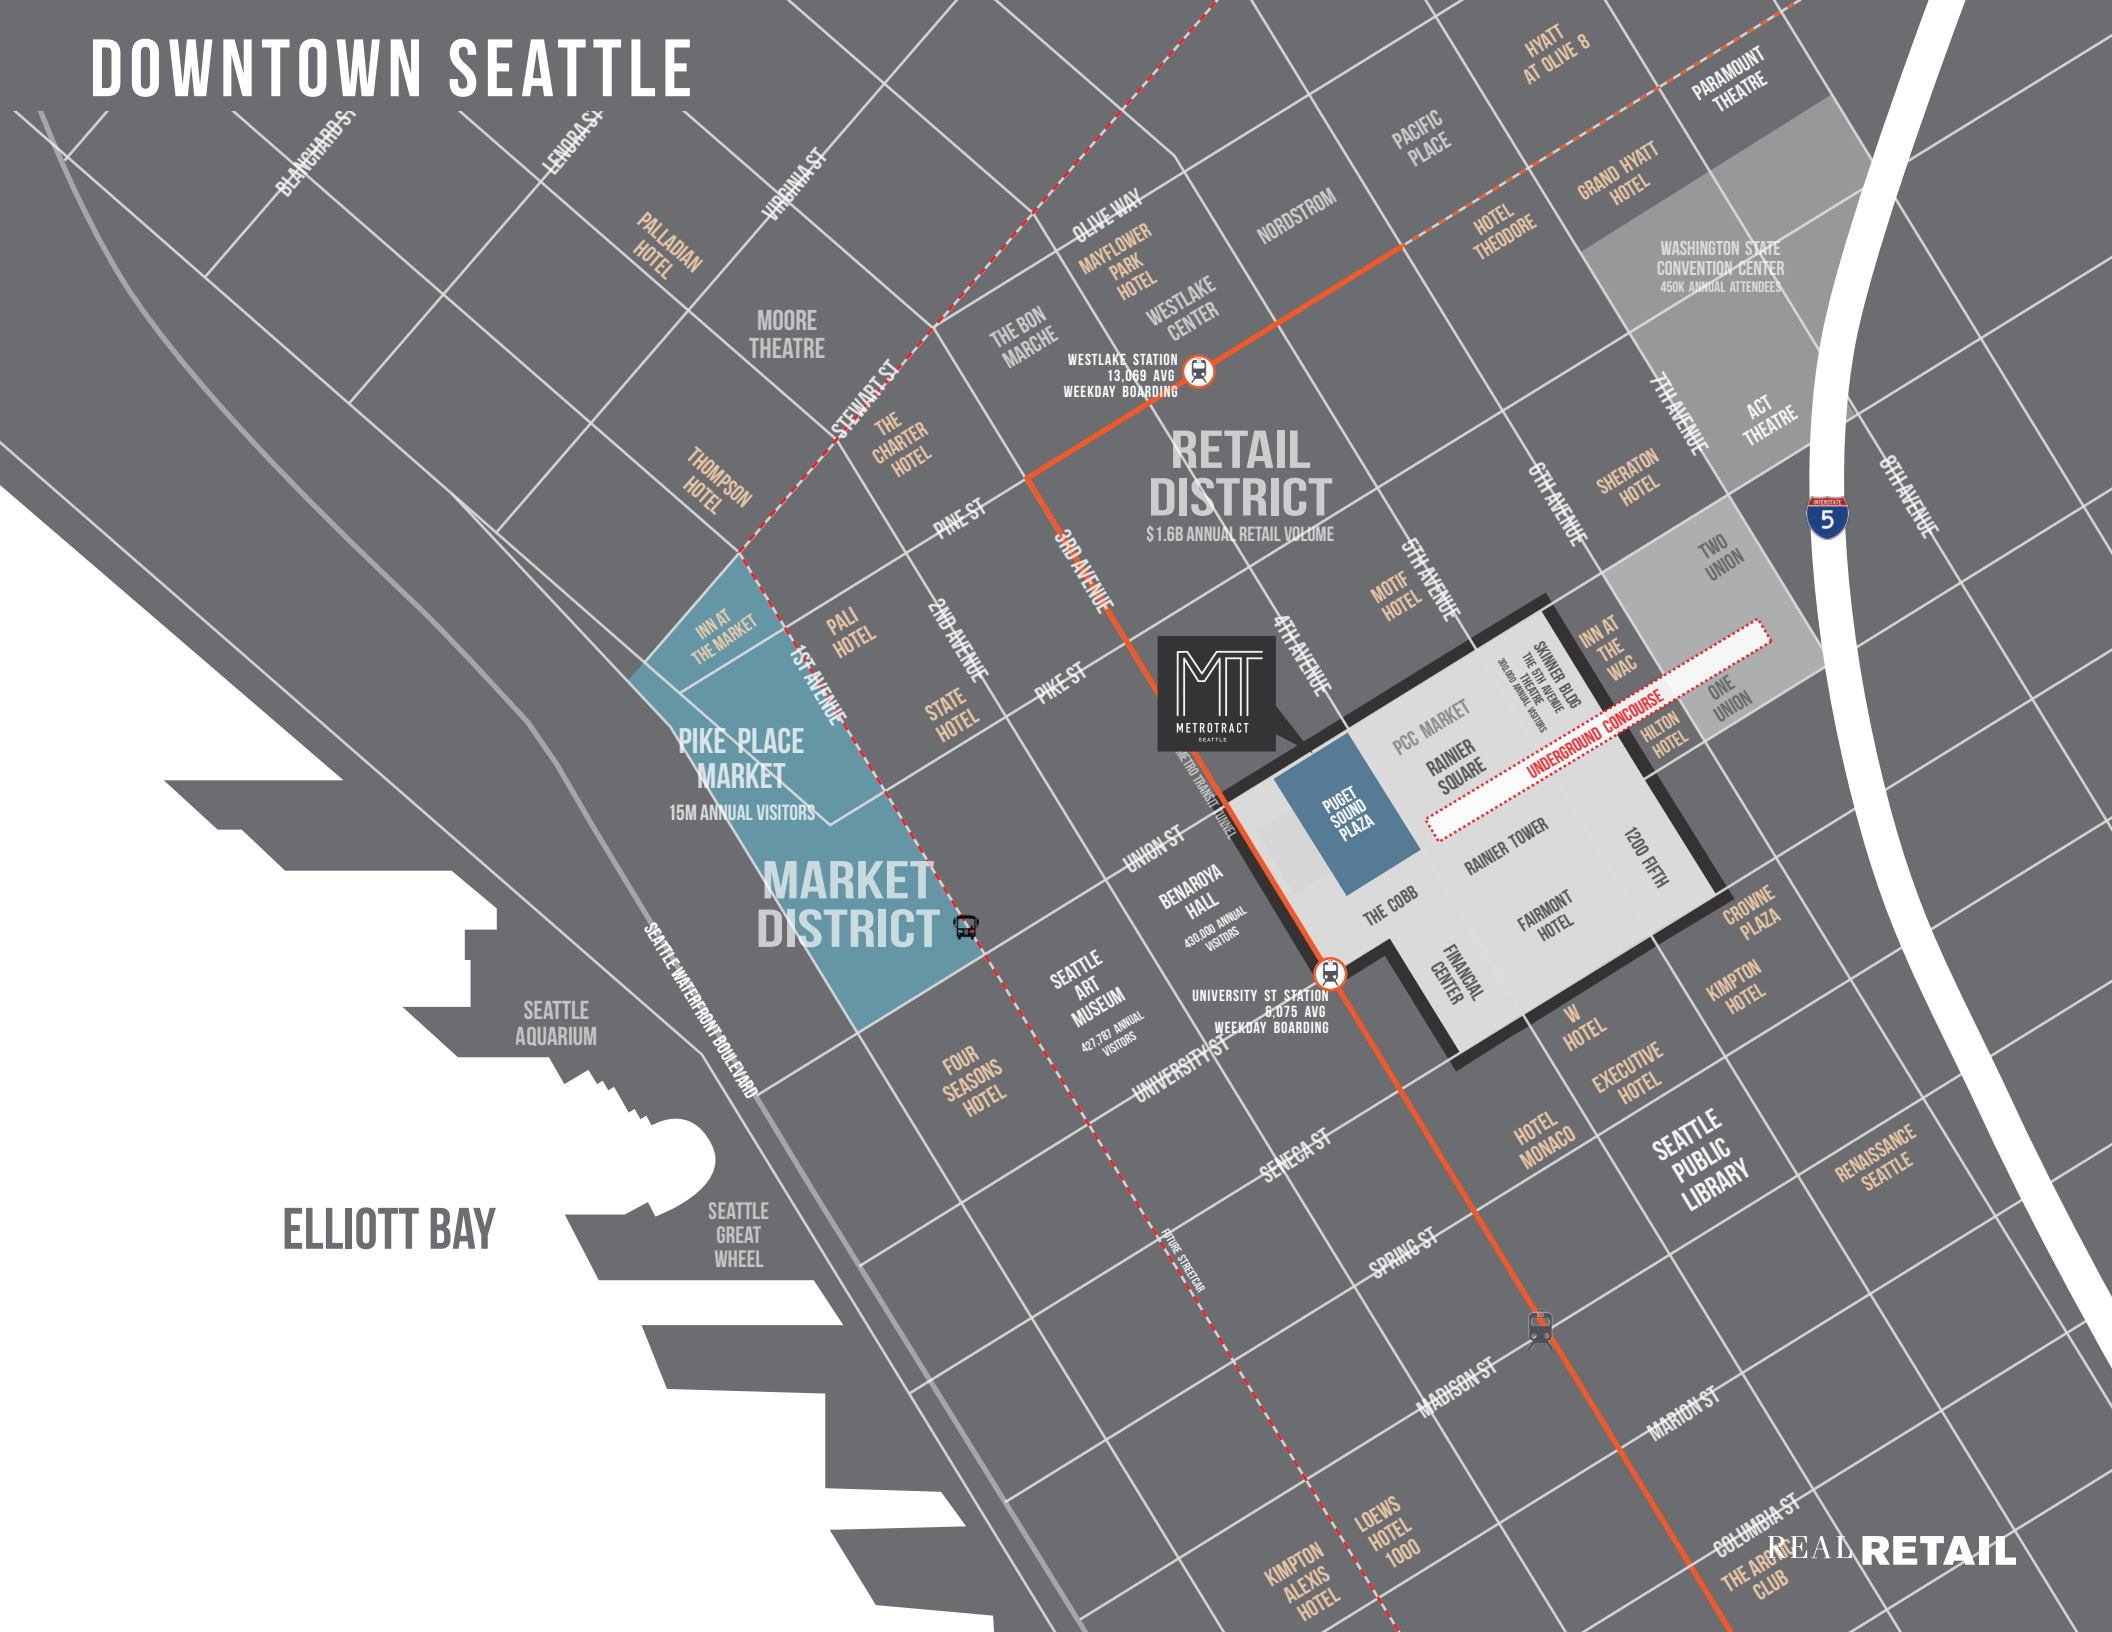 DOWNTOWN SEATTLE
BLANCHARD ST
LENORA ST
VIRGINIA ST
PALLADIAN
HOTEL
MOORE
THEATRE
STEWART ST
THOMPSON
HOTEL
THE
CHARTER
HOTEL
OLIVE WAY
MAYFLOWER
PARK
HOTEL
THE BON
MARCHE
WESTLAKE
CENTER
NORDSTROM
PACIFIC
PLACE
HYATT
AT OLIVE 8
PARAMOUNT
THEATRE
GRAND HYATT
HOTEL
HOTEL
THEODORE
WASHINGTON STATE
CONVENTION CENTER
450K ANNUAL ATTENDEES
WESTLAKE STATION
13,069 AVG
WEEKDAY BOARDING
RETAIL
DISTRICT
$1.6B ANNUAL RETAIL VOLUME
PINE ST
3RD AVENUE
2ND AVENUE
1ST AVENUE
4TH AVENUE
5TH AVENUE
6TH AVENUE
7TH AVENUE
8TH AVENUE
ACT
THEATRE
SHERATON
HOTEL
INTERSTATE
5
TWO
UNION
ONE
UNION
MOTIF
HOTEL
INN AT
THE
WAC
HILTON
HOTEL
INN AT
THE MARKET
PALI
HOTEL
STATE
HOTEL
PIKE ST
PIKE PLACE
MARKET
15M ANNUAL VISITORS
MARKET
DISTRICT
MT
METROTRACT
SEATTLE
METRO TRANSIT TUNNEL
PUGET
SOUND
PLAZA
PCC MARKET
RAINIER
SQUARE
SKINNER BLDG
THE 5TH AVENUE
THEATRE
300,000 ANNUAL VISITORS
UNDERGROUND CONCOURSE
RAINIER TOWER
1200 FIFTH
THE COBB
FAIRMONT
HOTEL
FINANCIAL
CENTER
UNION ST
BENAROYA
HALL
430,000 ANNUAL
VISITORS
SEATTLE
ART
MUSEUM
427,787 ANNUAL
VISITORS
UNIVERSITY ST STATION
6,075 AVG
WEEKDAY BOARDING
UNIVERSITY ST
CROWNE
PLAZA
KIMPTON
HOTEL
W
HOTEL
EXECUTIVE
HOTEL
HOTEL
MONACO
SEATTLE
PUBLIC
LIBRARY
RENAISSANCE
SEATTLE
SEATTLE WATERFRONT BOULEVARD
SEATTLE
AQUARIUM
FOUR
SEASONS
HOTEL
SENECA ST
SPRING ST
FUTURE STREETCAR
ELLIOTT BAY
SEATTLE
GREAT
WHEEL
MADISON ST
MARION ST
COLUMBIA ST
LOEWS
HOTEL
1000
KIMPTON
ALEXIS
HOTEL
THE ARCTIC
CLUB
REAL RETAIL